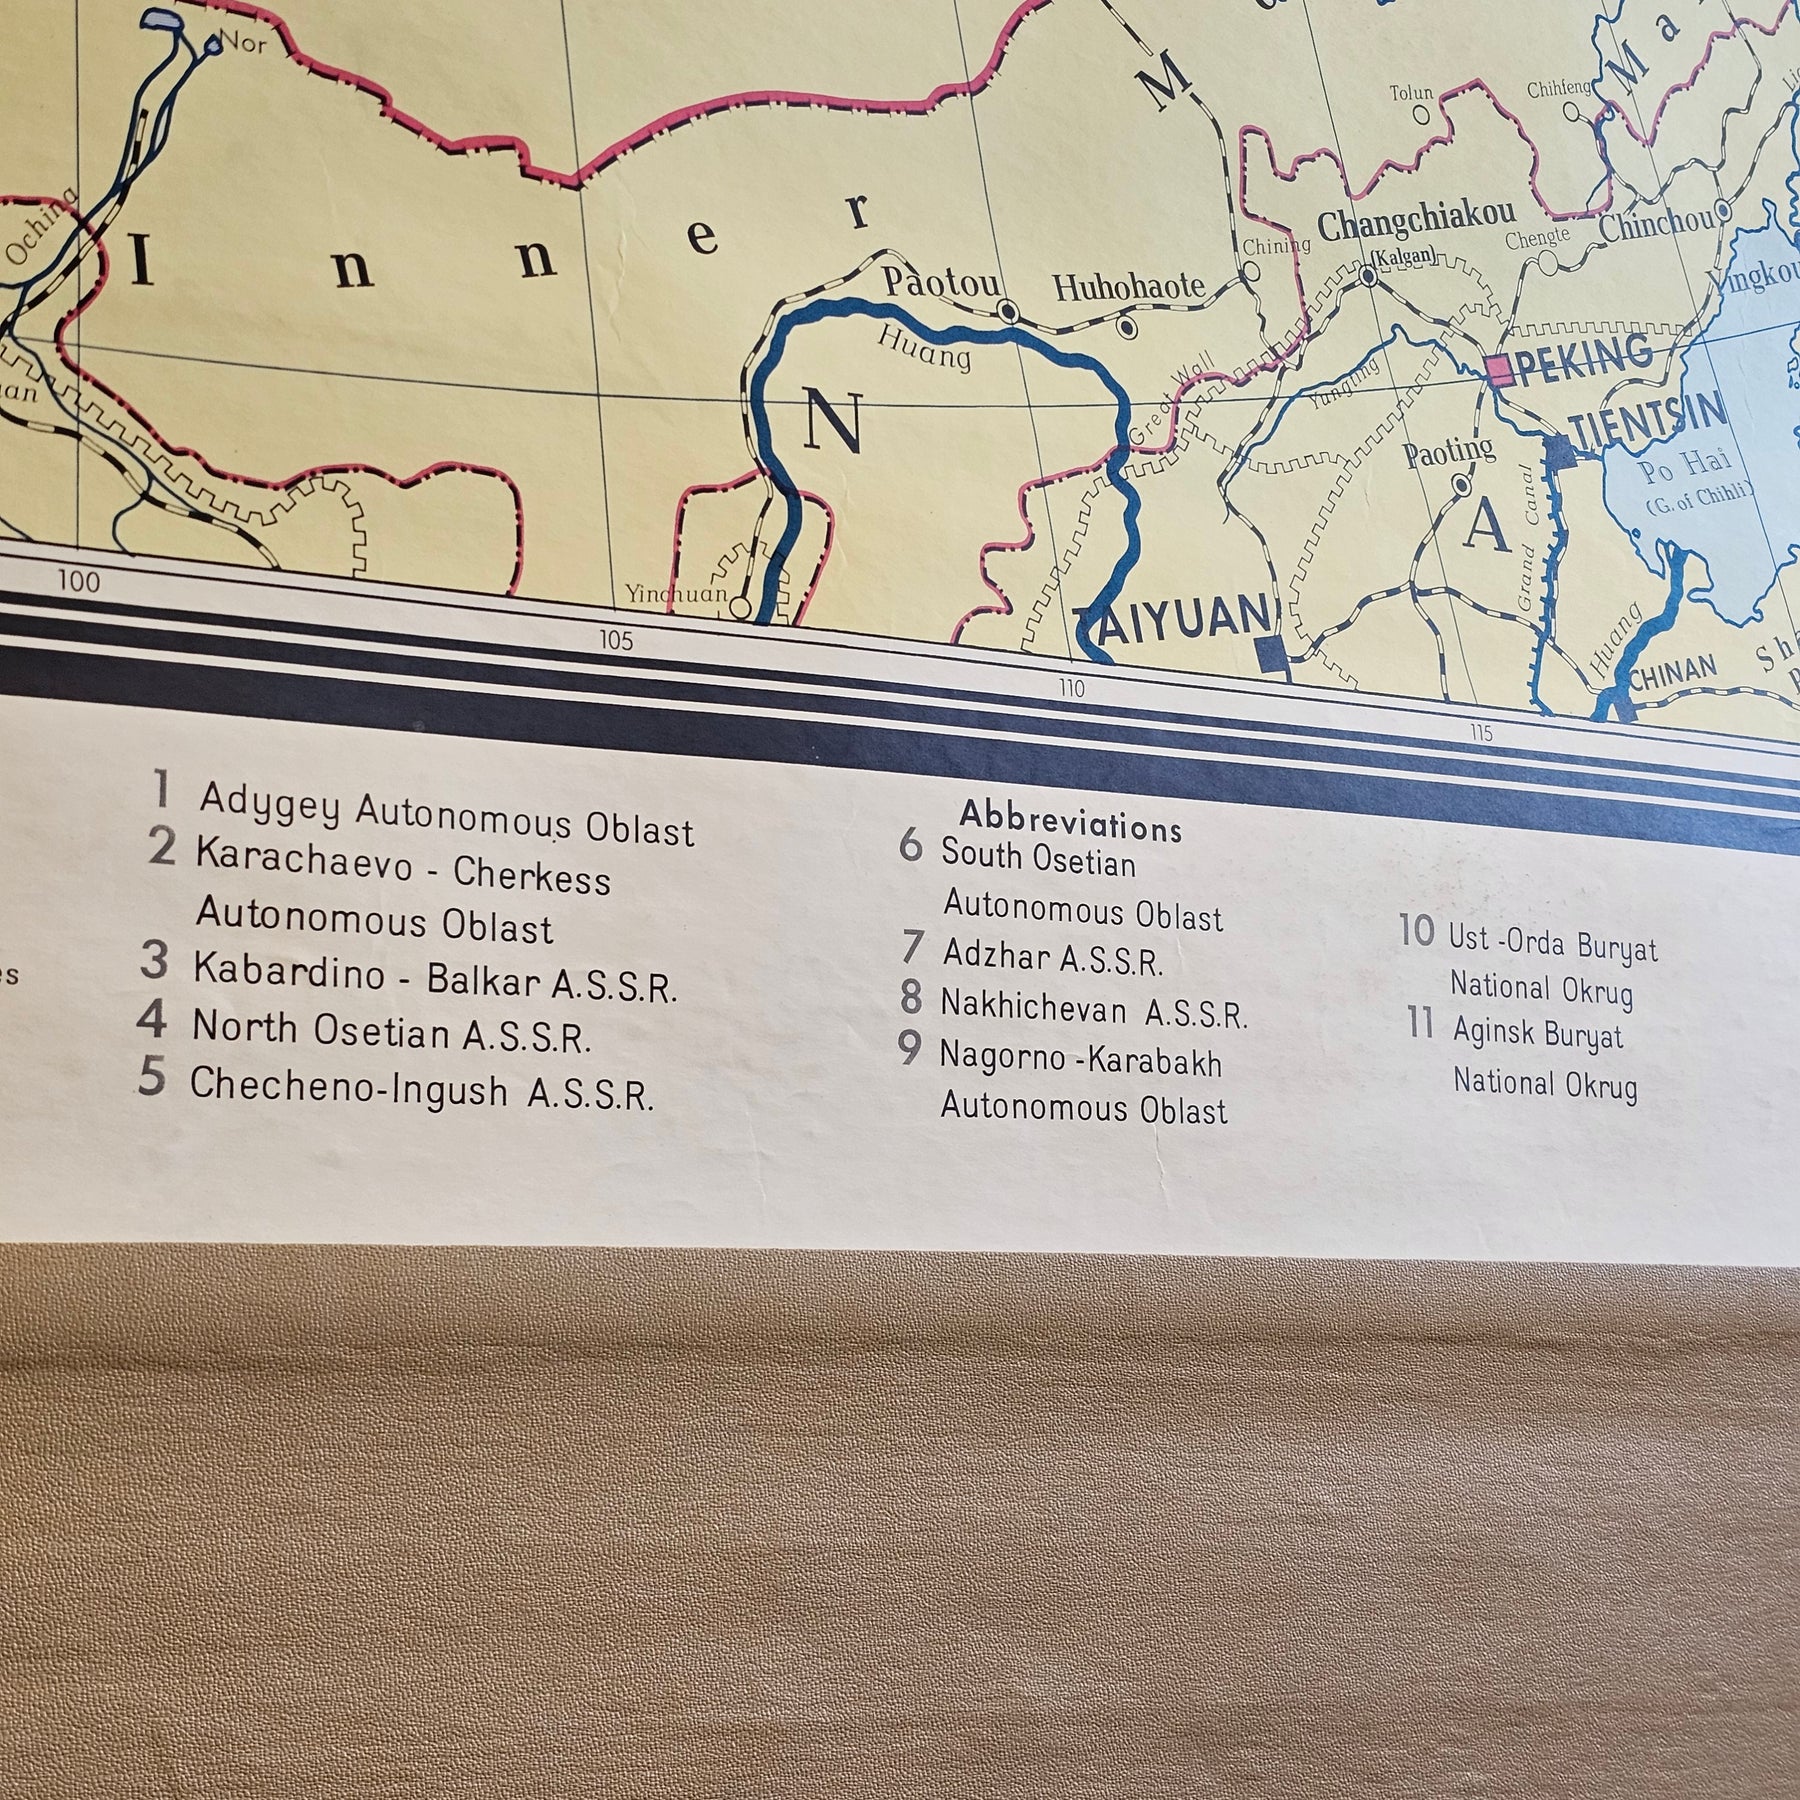 Nor
M
a
M
Tolun
Chihfeng
Oching
I n n e r
Changchiakou
(Kalgan)
Chining
Chengte
Chinchou
Yingkou
Paotou
Huhohaote
Huang
PEKING
Great Wall
Yungting
TIENTSIN
N
A
Paoting
Po Hai
(G. of Chihli)
Grand Canal
Yinchuan
TAIYUAN
Huang
CHINAN
100
105
110
115
1 Adygey Autonomous Oblast
2 Karachaevo - Cherkess
Autonomous Oblast
3 Kabardino - Balkar A.S.S.R.
4 North Osetian A.S.S.R.
5 Checheno-Ingush A.S.S.R.
Abbreviations
6 South Osetian
Autonomous Oblast
7 Adzhar A.S.S.R.
8 Nakhichevan A.S.S.R.
9 Nagorno -Karabakh
Autonomous Oblast
10 Ust -Orda Buryat
National Okrug
11 Aginsk Buryat
National Okrug